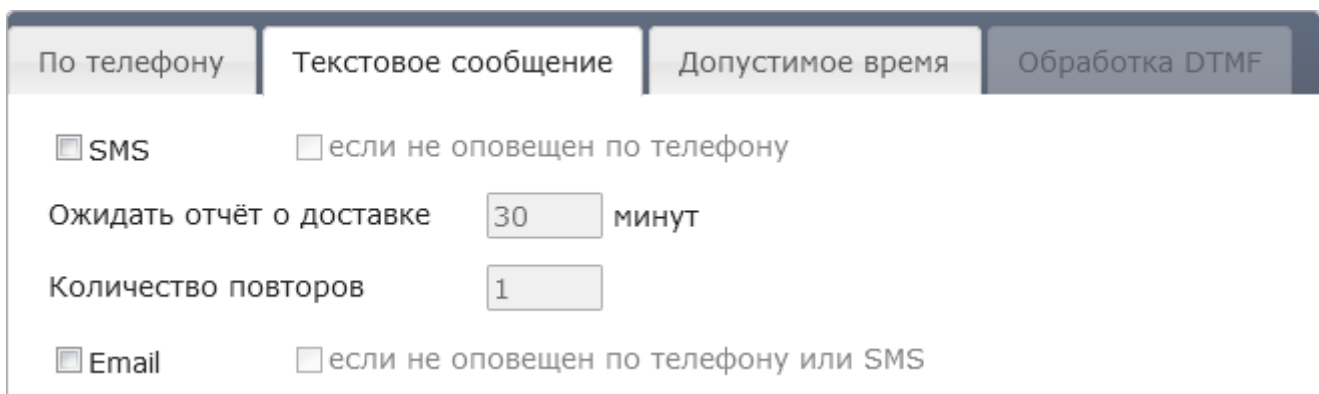 По телефону Текстовое сообщение Допустимое время Обработка DTMF
SMS если не оповещен по телефону
Ожидать отчёт о доставке 30 минут
Количество повторов 1
Email если не оповещен по телефону или SMS